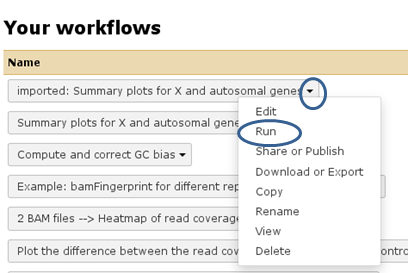 Your workflows
Name
imported: Summary plots for X and autosomal genes
Edit
Summary plots for X and autosomal gene
Run
Compute and correct GC bias
Share or Publish
Download or Export
Example: bamFingerprint for different rep
Copy
2 BAM files --> Heatmap of read coverage
Rename
View
Plot the difference between the read cov
Delete
contro